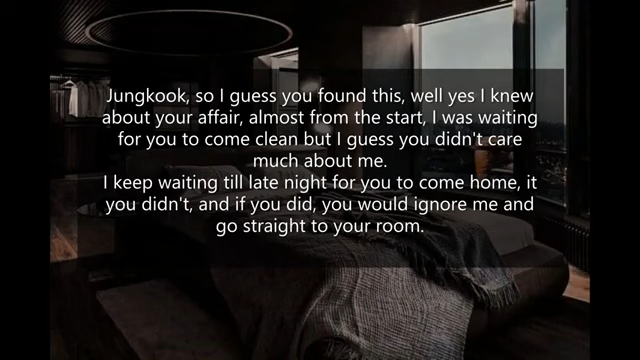 Jungkook, so I guess you found this, well yes I knew
about your affair, almost from the start, I was waiting
for you to come clean but I guess you didn't care
much about me.
I keep waiting till late night for you to come home, it
you didn't, and if you did, you would ignore me and
go straight to your room.